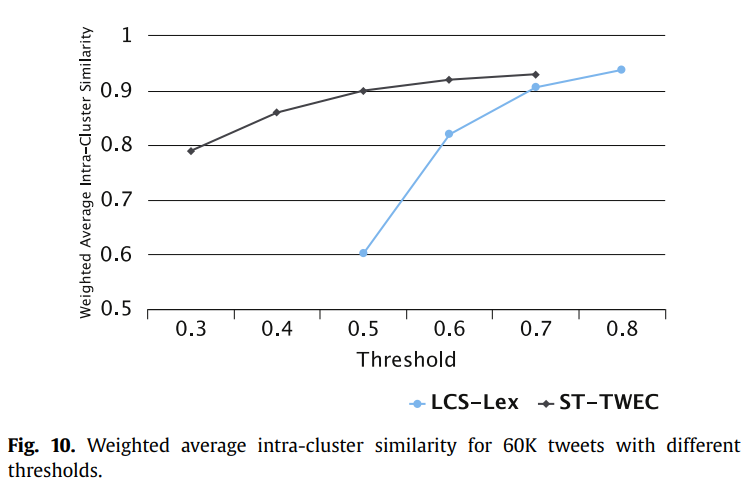 Weighted Average Intra-Cluster Similarity
1
0.9
0.8
0.7
0.6
0.5
0.3 0.4 0.5 0.6 0.7 0.8
Threshold
LCS-Lex ST-TWEC
Fig. 10. Weighted average intra-cluster similarity for 60K tweets with different
thresholds.